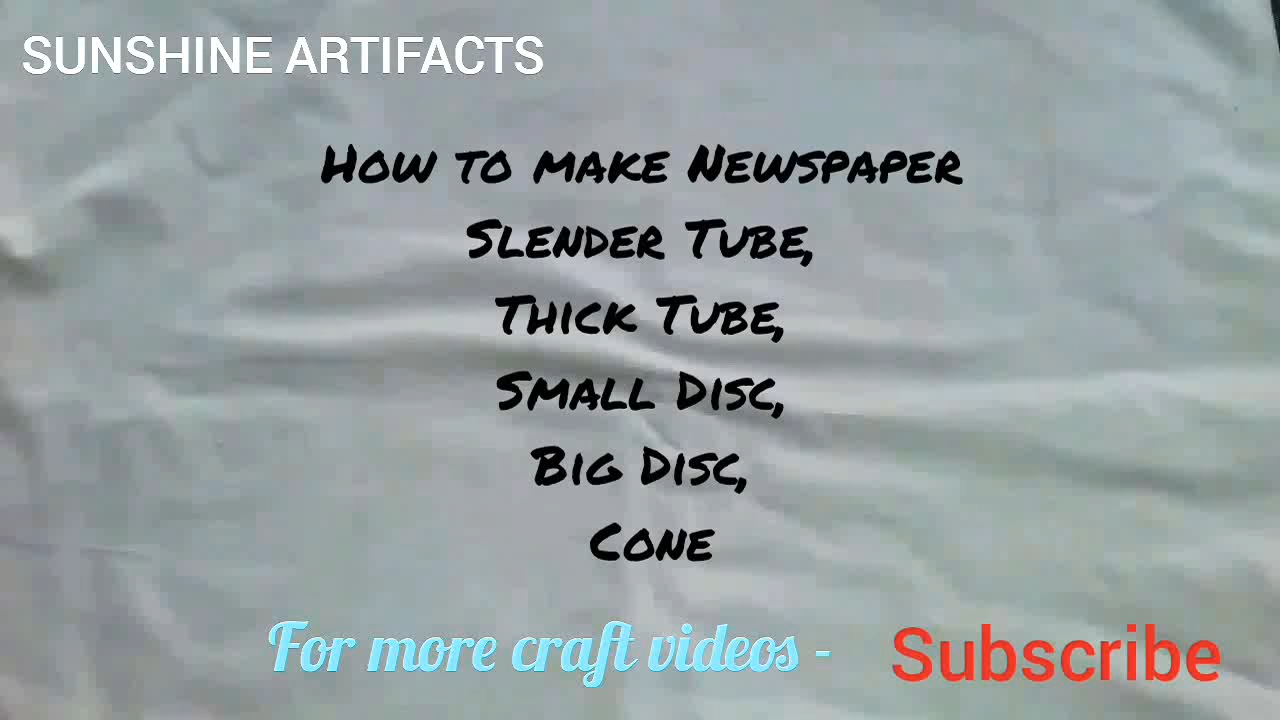 SUNSHINE ARTIFACTS
How to make Newspaper
Slender Tube,
Thick Tube,
Small Disc,
Big Disc,
Cone
For more craft videos - Subscribe